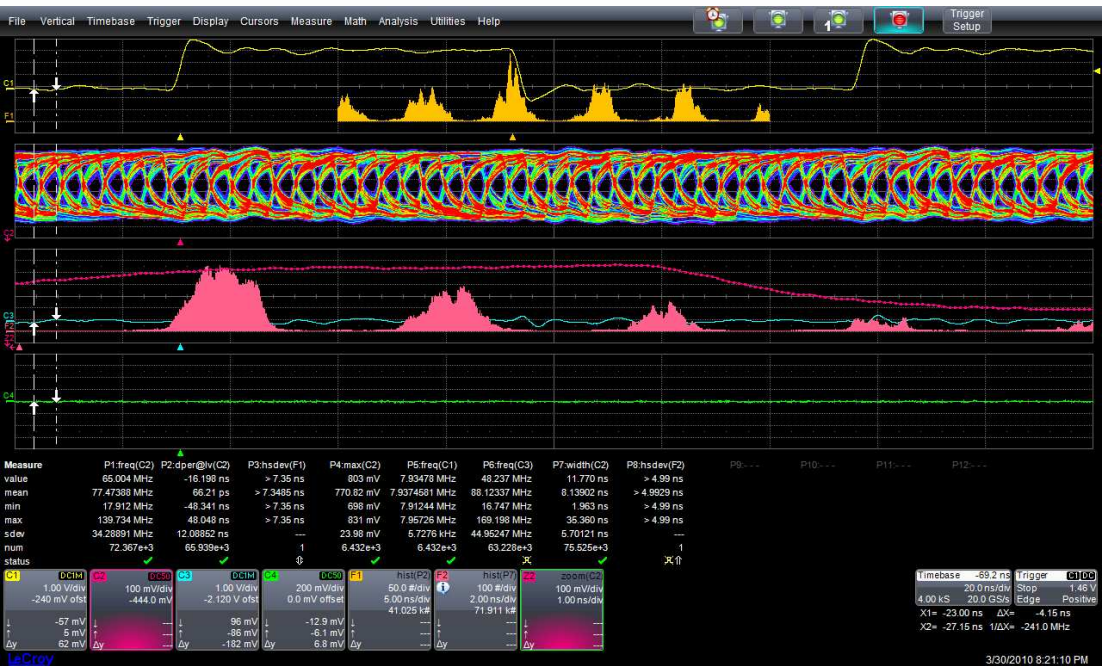 File Vertical Timebase Trigger Display Cursors Measure Math Analysis Utilities Help
1
Trigger Setup
C1
F1
C2
C3
F2
C4
Measure P1:freq(C2) P2:dper@lv(C2) P3:hsdev(F1) P4:max(C2) P5:freq(C1) P6:freq(C3) P7:width(C2) P8:hsdev(F2) P9:- - - P10:- - - P11:- - - P12:- - -
value 65.004 MHz -16.198 ns > 7.35 ns 803 mV 7.93478 MHz 48.237 MHz 11.770 ns > 4.99 ns
mean 77.47388 MHz 66.21 ps > 7.3485 ns 770.82 mV 7.9374581 MHz 88.12337 MHz 8.13902 ns > 4.9929 ns
min 17.912 MHz -48.341 ns > 7.35 ns 698 mV 7.91244 MHz 16.747 MHz 1.963 ns > 4.99 ns
max 139.734 MHz 48.048 ns > 7.35 ns 831 mV 7.95726 MHz 169.198 MHz 35.360 ns > 4.99 ns
sdev 34.28891 MHz 12.08852 ns --- 23.98 mV 5.7276 kHz 44.95247 MHz 5.70121 ns ---
num 72.367e+3 65.939e+3 1 6.432e+3 6.432e+3 63.228e+3 75.525e+3 1
status
C1 DC1M C2 DC50 C3 DC1M C4 DC50 F1 hist(P2) F2 hist(P7) Z2 zoom(C2) Timebase -69.2 ns Trigger C1 DC
1.00 V/div 100 mV/div 1.00 V/div 200 mV/div 50.0 #/div 100 #/div 100 mV/div 20.0 ns/div Stop 1.46 V
-240 mV ofst -444.0 mV -2.120 V ofst 0.0 mV offset 5.00 ns/div 2.00 ns/div 1.00 ns/div 4.00 kS 20.0 GS/s Edge Positive
41.025 k# 71.911 k#
X1= -23.00 ns ΔX= -4.15 ns
↓ -57 mV ↓ --- ↓ 96 mV ↓ -12.9 mV ↓ --- ↓ --- ↓ ---
X2= -27.15 ns 1/ΔX= -241.0 MHz
↑ 5 mV ↑ --- ↑ -86 mV ↑ -6.1 mV ↑ --- ↑ --- ↑ ---
Δy 62 mV Δy --- Δy -182 mV Δy 6.8 mV Δy --- Δy --- Δy ---
LeCroy
3/30/2010 8:21:10 PM